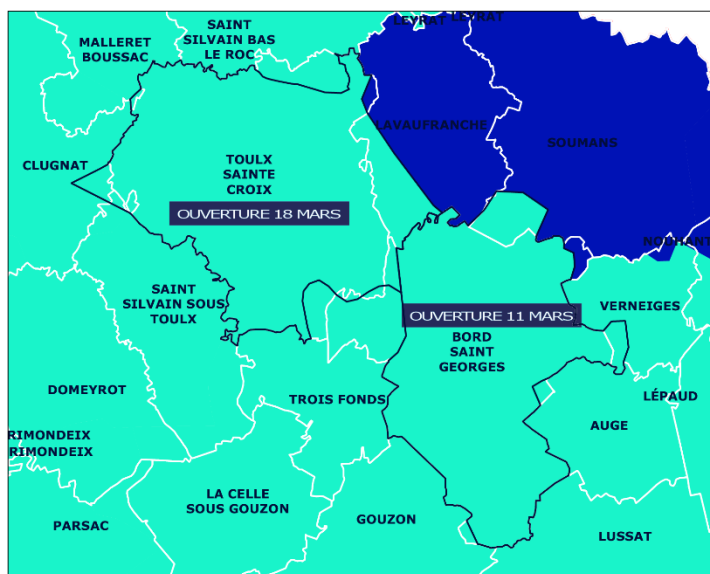 LEYRAT LEYRAT
SAINT
SILVAIN BAS
LE ROC
MALLERET
BOUSSAC
LAVAUFRANCHE
SOUMANS
CLUGNAT
TOULX
SAINTE
CROIX
OUVERTURE 18 MARS
NOUHANT
SAINT
SILVAIN SOUS
TOULX
VERNEIGES
OUVERTURE 11 MARS
BORD
SAINT
GEORGES
DOMEYROT
TROIS FONDS
LÉPAUD
AUGE
RIMONDEIX
RIMONDEIX
LA CELLE
SOUS GOUZON
PARSAC
GOUZON
LUSSAT